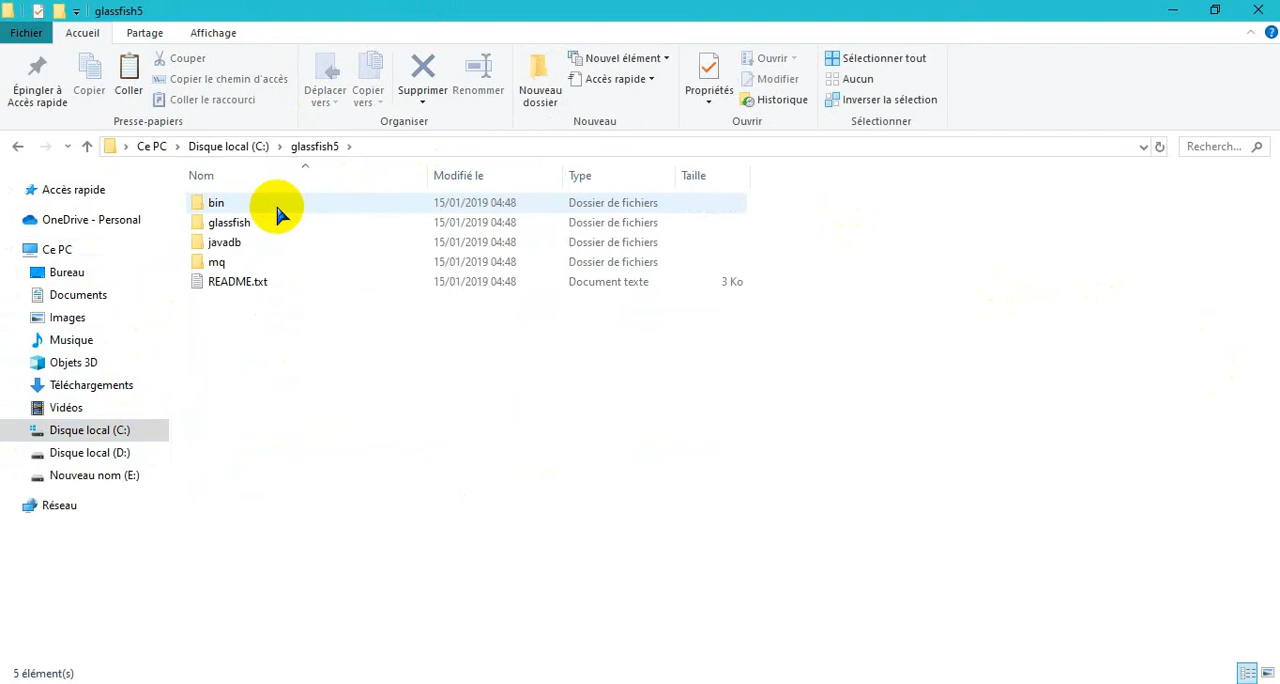 glassfish5
Fichier Accueil Partage Affichage
Épingler à Accès rapide
Copier
Coller
Couper
Copier le chemin d'accès
Coller le raccourci
Presse-papiers
Déplacer vers
Copier vers
Supprimer
Renommer
Organiser
Nouveau dossier
Nouvel élément
Accès rapide
Nouveau
Propriétés
Ouvrir
Modifier
Historique
Ouvrir
Sélectionner tout
Aucun
Inverser la sélection
Sélectionner
Ce PC > Disque local (C:) > glassfish5 >
Recherch...
Accès rapide
OneDrive - Personal
Ce PC
Bureau
Documents
Images
Musique
Objets 3D
Téléchargements
Vidéos
Disque local (C:)
Disque local (D:)
Nouveau nom (E:)
Réseau
Nom Modifié le Type Taille
bin 15/01/2019 04:48 Dossier de fichiers
glassfish 15/01/2019 04:48 Dossier de fichiers
javadb 15/01/2019 04:48 Dossier de fichiers
mq 15/01/2019 04:48 Dossier de fichiers
README.txt 15/01/2019 04:48 Document texte 3 Ko
5 élément(s)